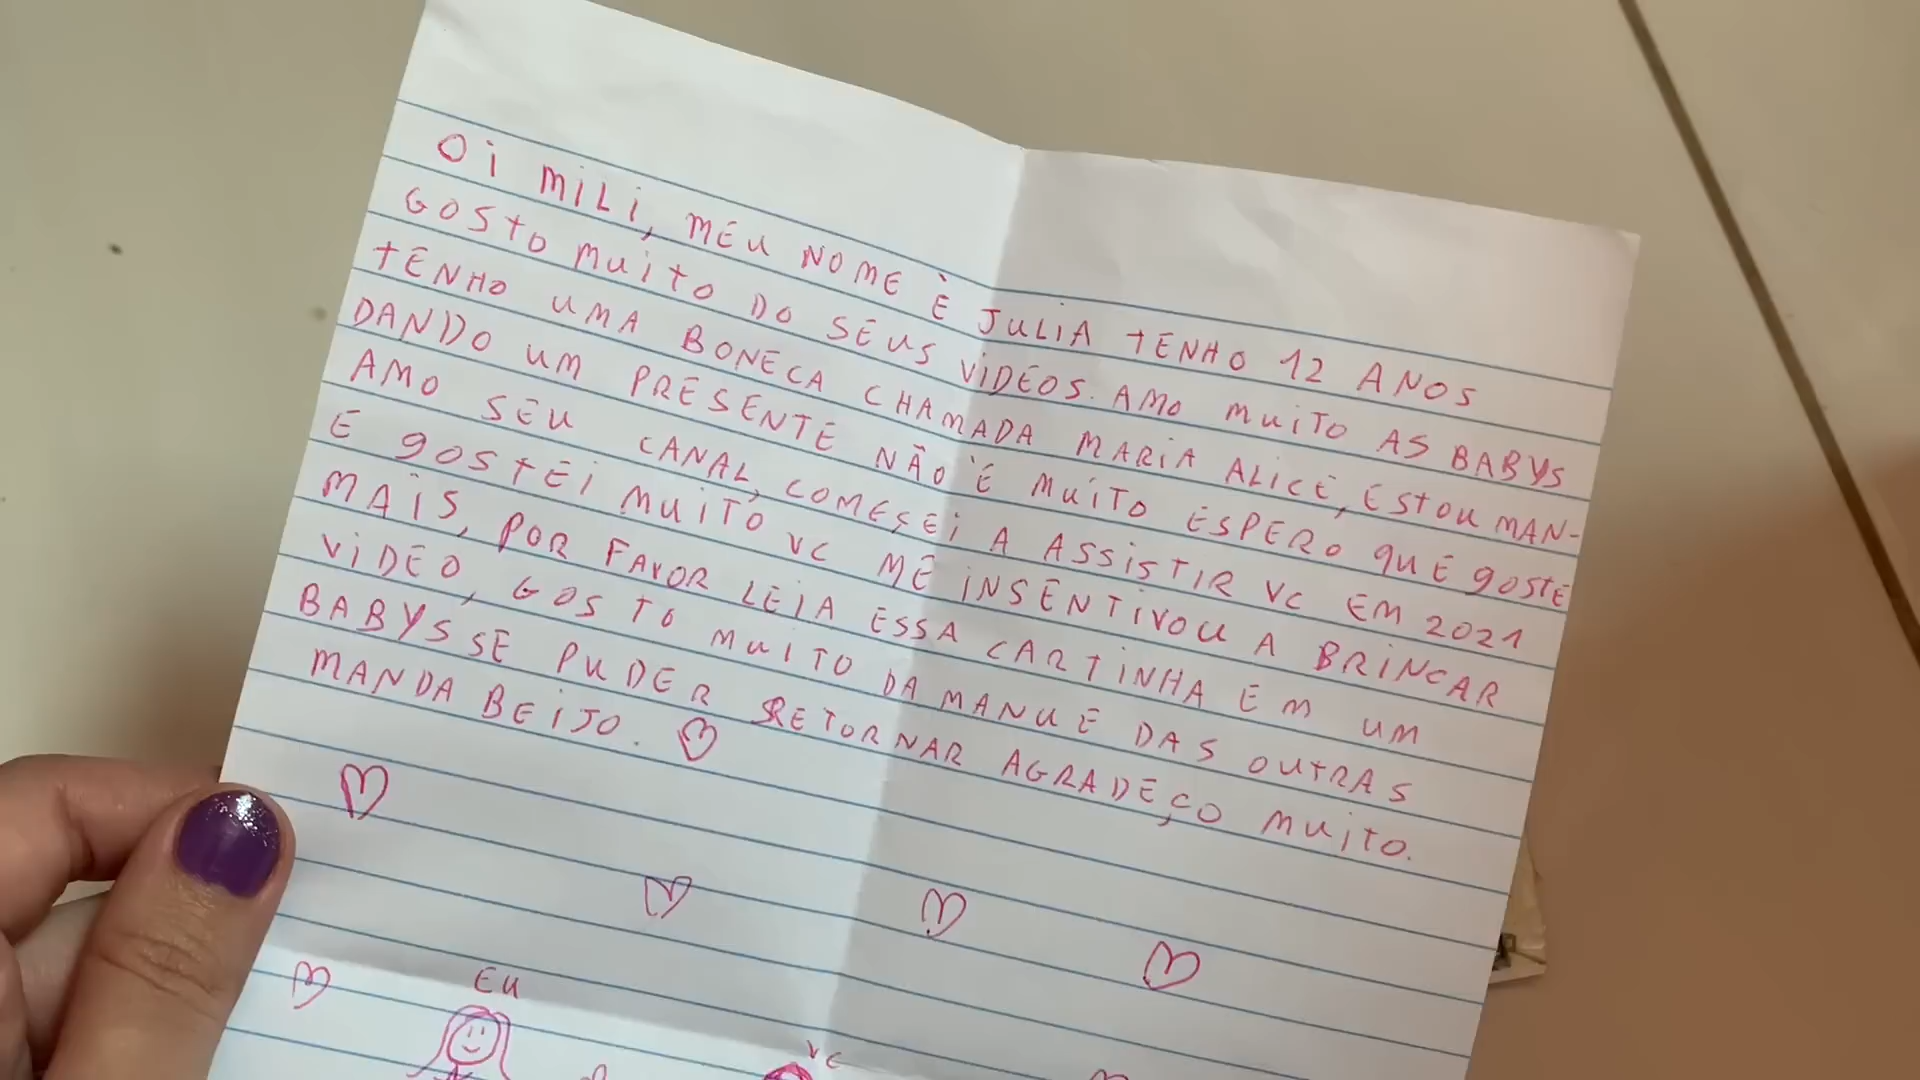 Oi MiLi, MEU NOME È JULiA TENHO 12 ANOS
GOSTO MUiTO DO SEUS ViDEOS. AMO MUiTO AS BABYS
TENHO UMA BONECA CHAMADA MARiA ALICE, ESTOU MAN-
DANDO UM PRESENTE NÃO È MUiTO ESPERO QUE GOSTE
AMO SEU CANAL, COMEÇEi A ASSiSTIR VC EM 2021
E GOSTEi MUiTO VC ME iNSENTiVOU A BRiNCAR
MAiS, POR FAVOR LEiA ESSA CARTiNHA EM UM
ViDEO, GOSTO MUiTO DA MANU E DAS OUTRAS
BABYS SE PUDER RETORNAR AGRADEÇO MUiTO.
MANDA BEiJO. ♡
EU
VC